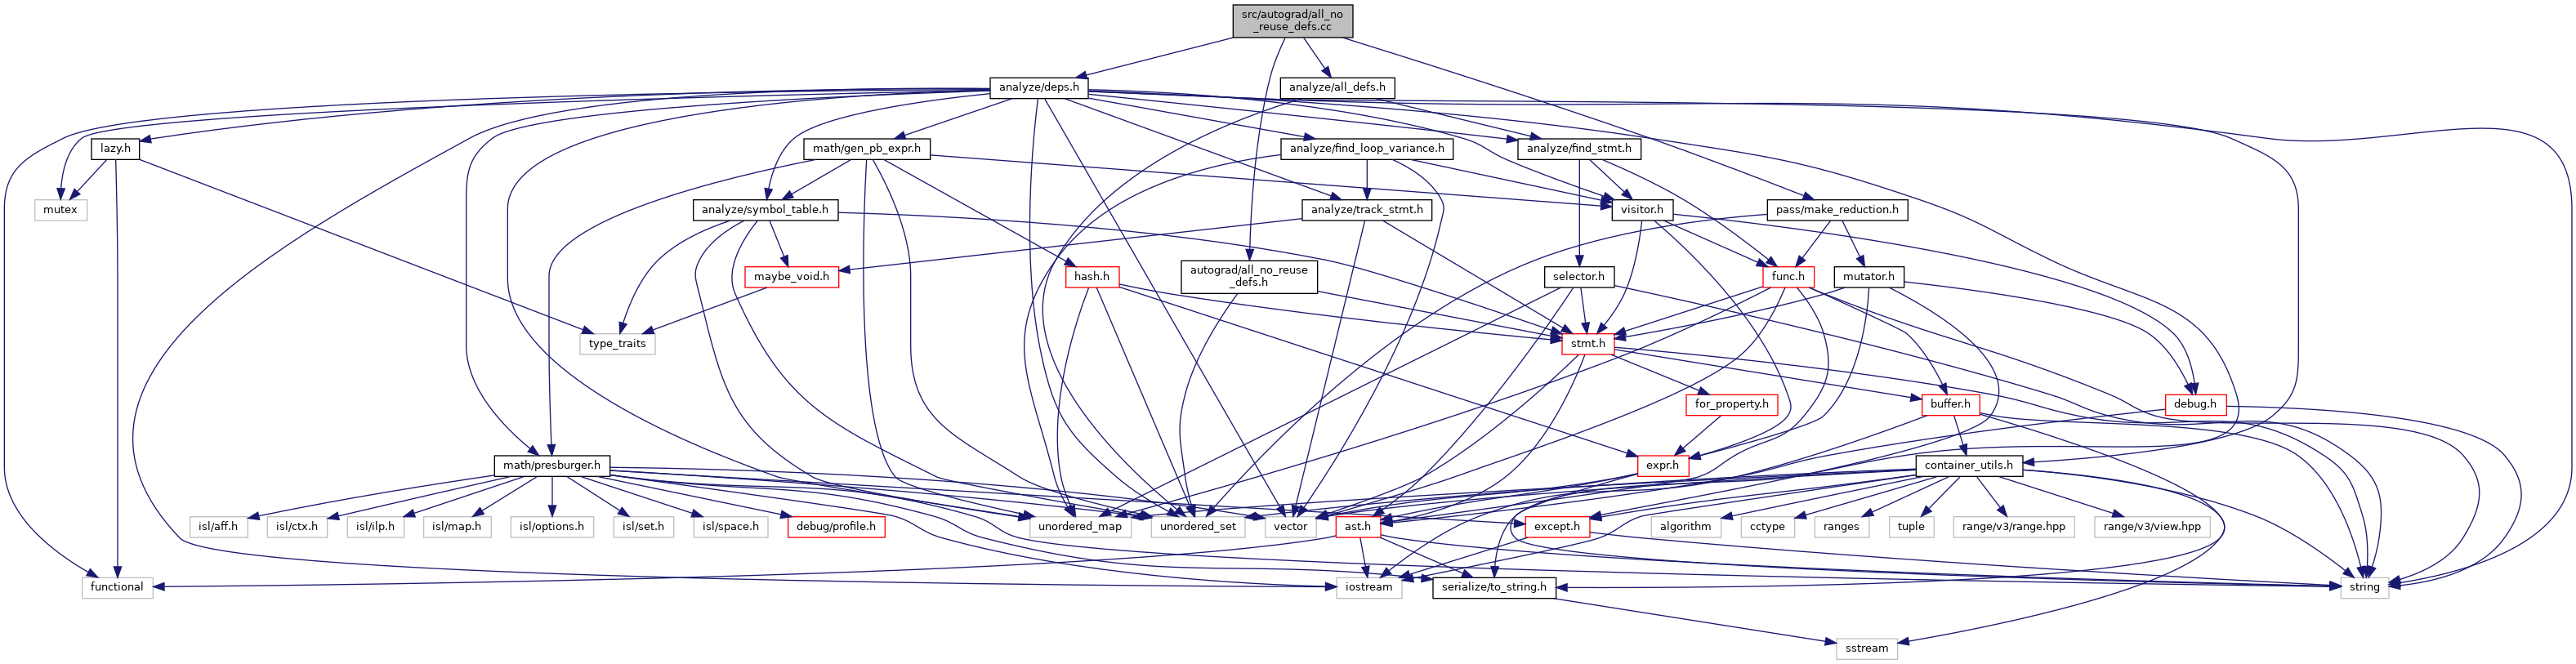 src/autograd/all_no
_reuse_defs.cc
analyze/deps.h
analyze/all_defs.h
lazy.h
math/gen_pb_expr.h
analyze/find_loop_variance.h
analyze/find_stmt.h
mutex
analyze/symbol_table.h
analyze/track_stmt.h
visitor.h
pass/make_reduction.h
maybe_void.h
hash.h
autograd/all_no_reuse
_defs.h
selector.h
func.h
mutator.h
type_traits
stmt.h
for_property.h
buffer.h
debug.h
math/presburger.h
expr.h
container_utils.h
isl/aff.h
isl/ctx.h
isl/ilp.h
isl/map.h
isl/options.h
isl/set.h
isl/space.h
debug/profile.h
unordered_map
unordered_set
vector
ast.h
except.h
algorithm
cctype
ranges
tuple
range/v3/range.hpp
range/v3/view.hpp
functional
iostream
serialize/to_string.h
string
sstream